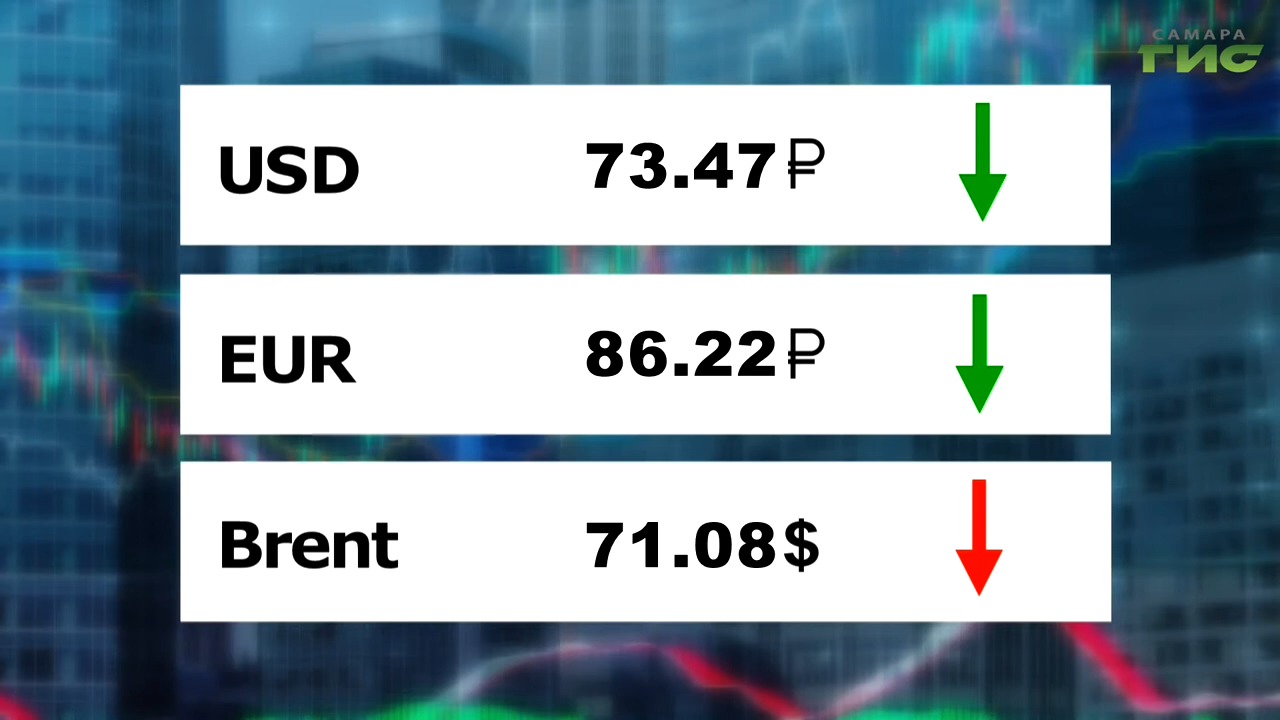 САМАРА
ГИС
USD 73.47 ₽
EUR 86.22 ₽
Brent 71.08 $